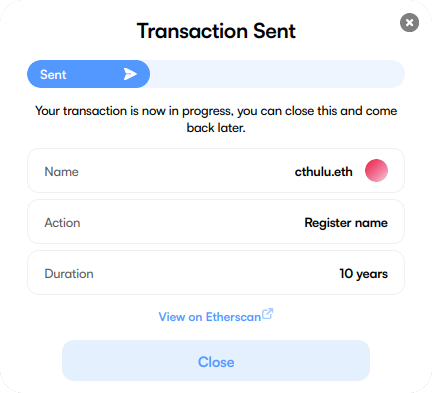 Transaction Sent
Sent
Your transaction is now in progress, you can close this and come
back later.
Name cthulu.eth
Action Register name
Duration 10 years
View on Etherscan
Close